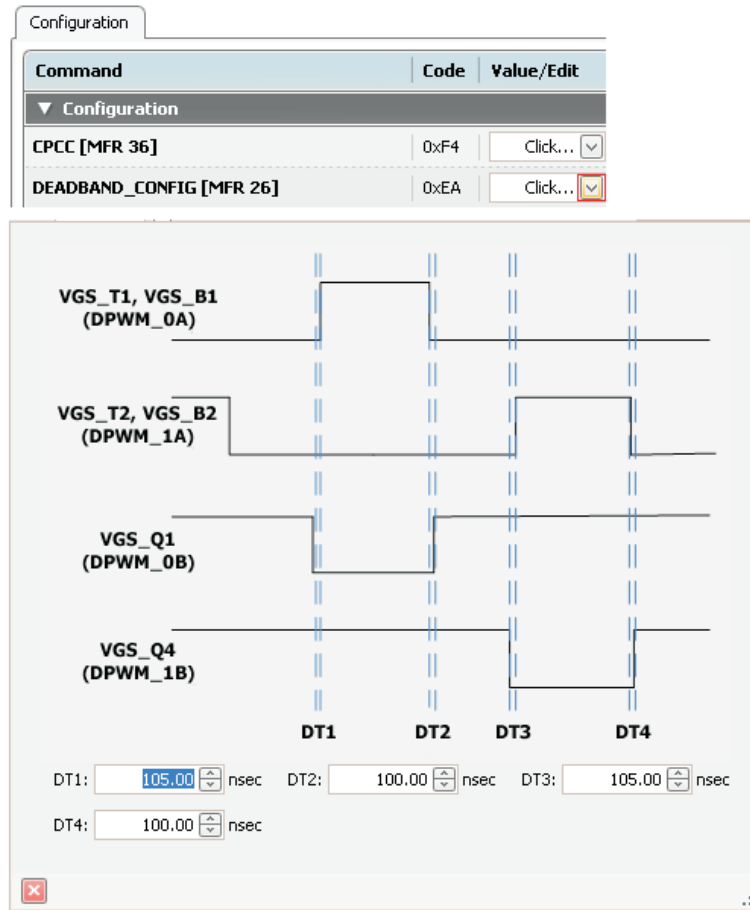 Configuration
Command Code Value/Edit
▼ Configuration
CPCC [MFR 36] 0xF4 Click...
DEADBAND_CONFIG [MFR 26] 0xEA Click...
VGS_T1, VGS_B1
(DPWM_0A)
VGS_T2, VGS_B2
(DPWM_1A)
VGS_Q1
(DPWM_0B)
VGS_Q4
(DPWM_1B)
DT1 DT2 DT3 DT4
DT1: 105.00 nsec DT2: 100.00 nsec DT3: 105.00 nsec
DT4: 100.00 nsec